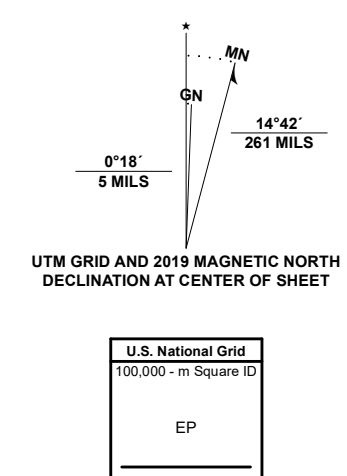 MN
GN
14°42´
261 MILS
0°18´
5 MILS
UTM GRID AND 2019 MAGNETIC NORTH
DECLINATION AT CENTER OF SHEET
U.S. National Grid
100,000 - m Square ID
EP